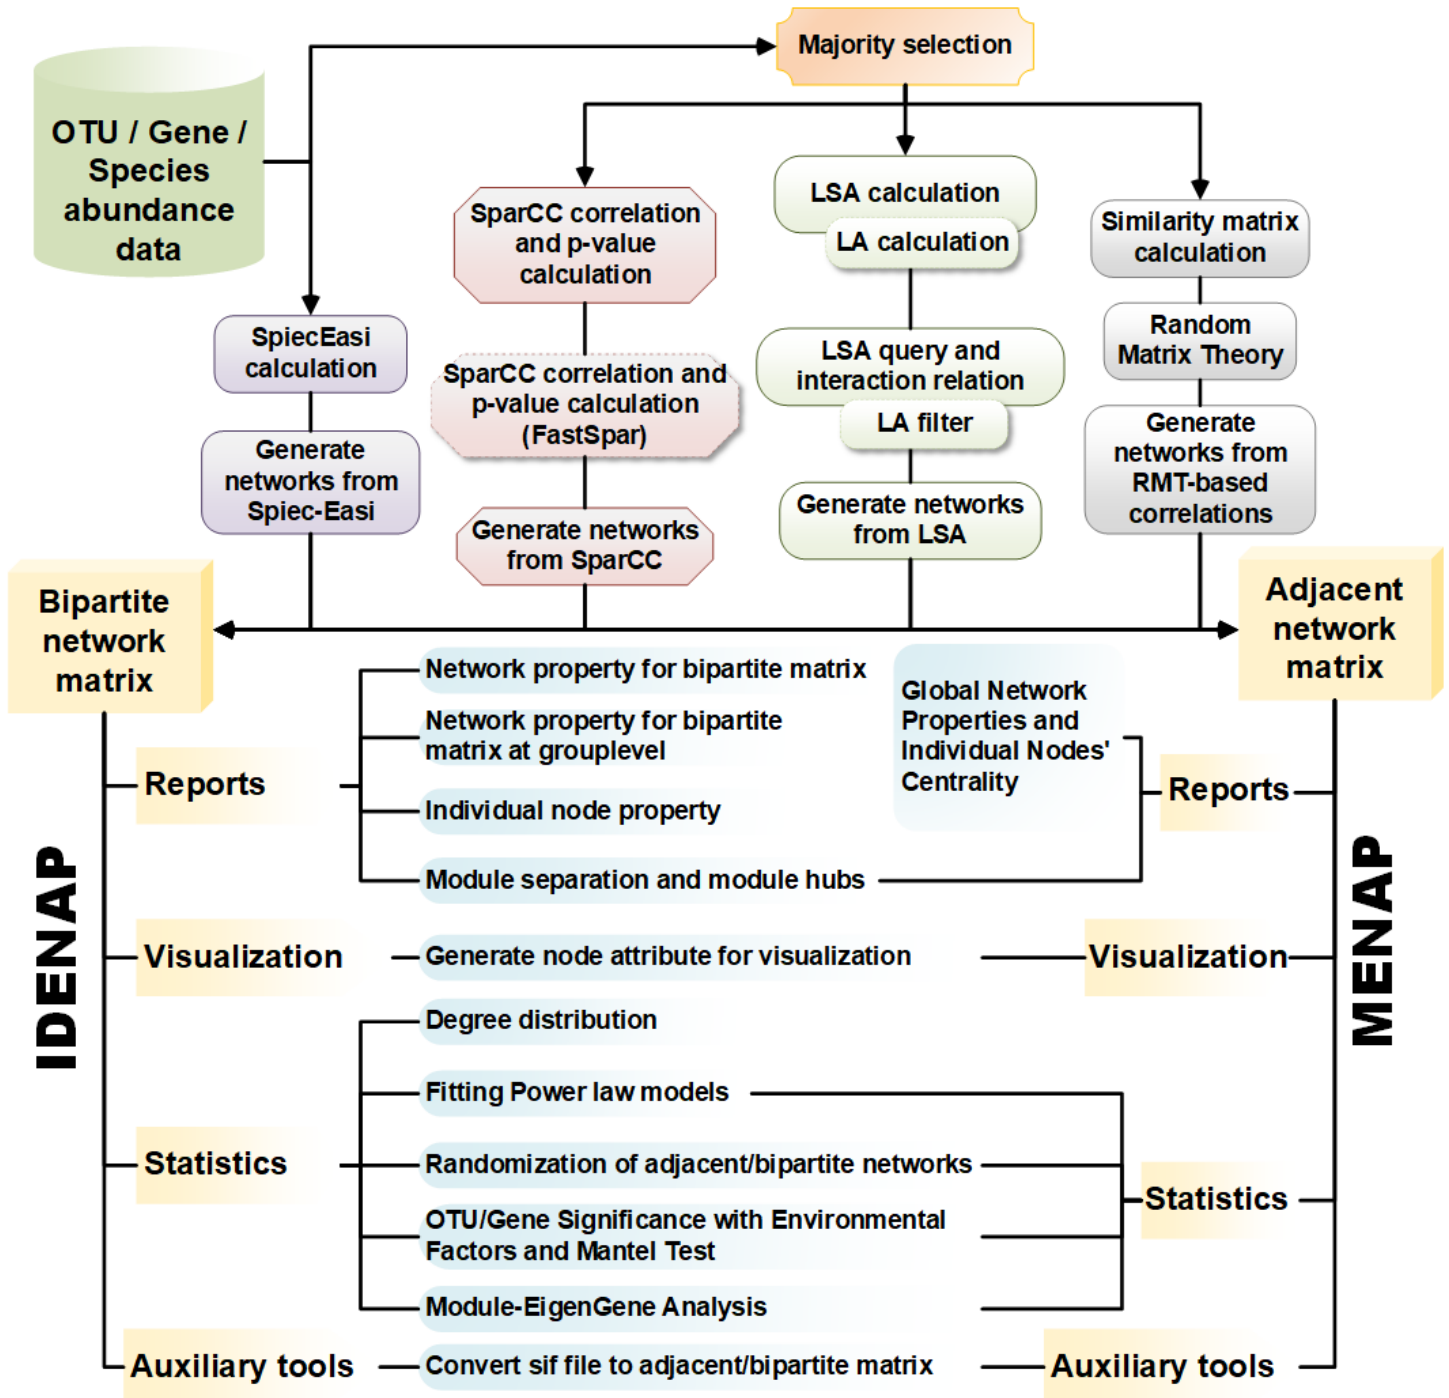 Majority selection
OTU / Gene /
Species
abundance
data
SpiecEasi
calculation
Generate
networks from
Spiec-Easi
SparCC correlation
and p-value
calculation
SparCC correlation and
p-value calculation
(FastSpar)
Generate networks
from SparCC
LSA calculation
LA calculation
LSA query and
interaction relation
LA filter
Generate networks
from LSA
Similarity matrix
calculation
Random
Matrix Theory
Generate
networks from
RMT-based
correlations
Bipartite
network
matrix
Adjacent
network
matrix
IDENAP
Reports
Network property for bipartite matrix
Network property for bipartite
matrix at grouplevel
Individual node property
Module separation and module hubs
Global Network
Properties and
Individual Nodes'
Centrality
Reports
MENAP
Visualization
Generate node attribute for visualization
Visualization
Statistics
Degree distribution
Fitting Power law models
Randomization of adjacent/bipartite networks
OTU/Gene Significance with Environmental
Factors and Mantel Test
Module-EigenGene Analysis
Statistics
Auxiliary tools
Convert sif file to adjacent/bipartite matrix
Auxiliary tools